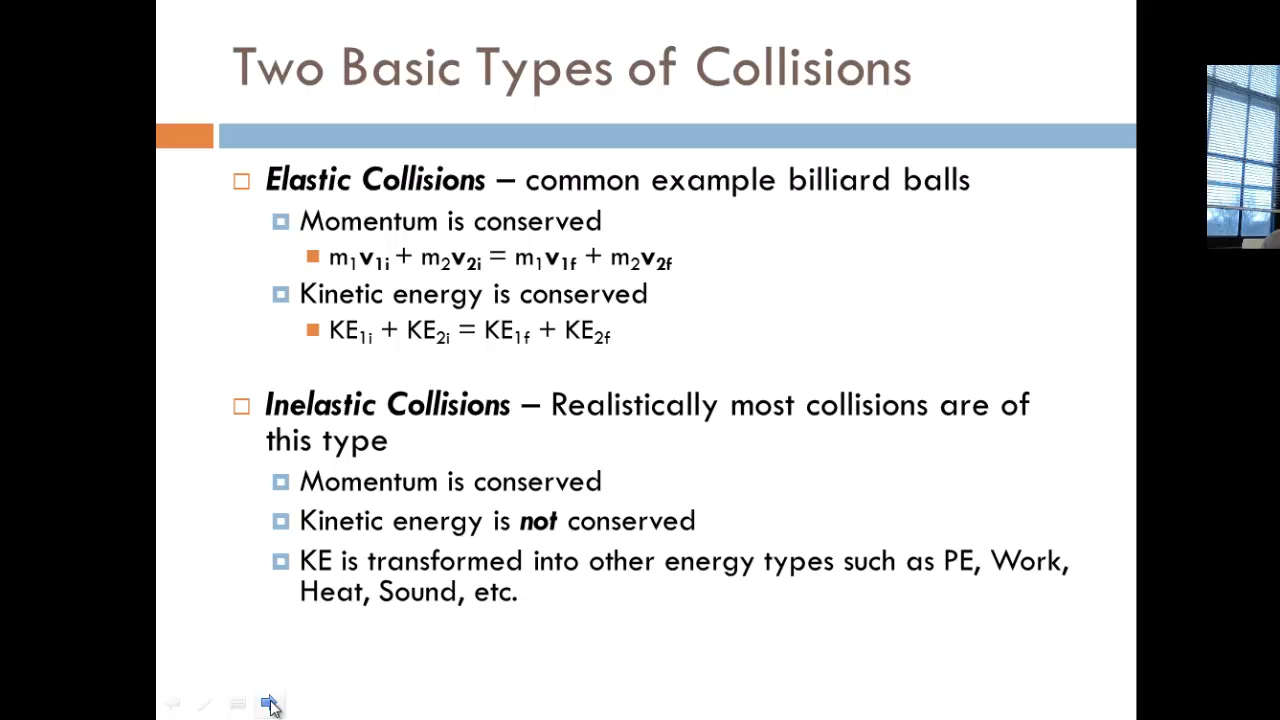 Two Basic Types of Collisions
Elastic Collisions – common example billiard balls
Momentum is conserved
m₁v₁ᵢ + m₂v₂ᵢ = m₁v₁f + m₂v₂f
Kinetic energy is conserved
KE₁ᵢ + KE₂ᵢ = KE₁f + KE₂f
Inelastic Collisions – Realistically most collisions are of
this type
Momentum is conserved
Kinetic energy is not conserved
KE is transformed into other energy types such as PE, Work,
Heat, Sound, etc.